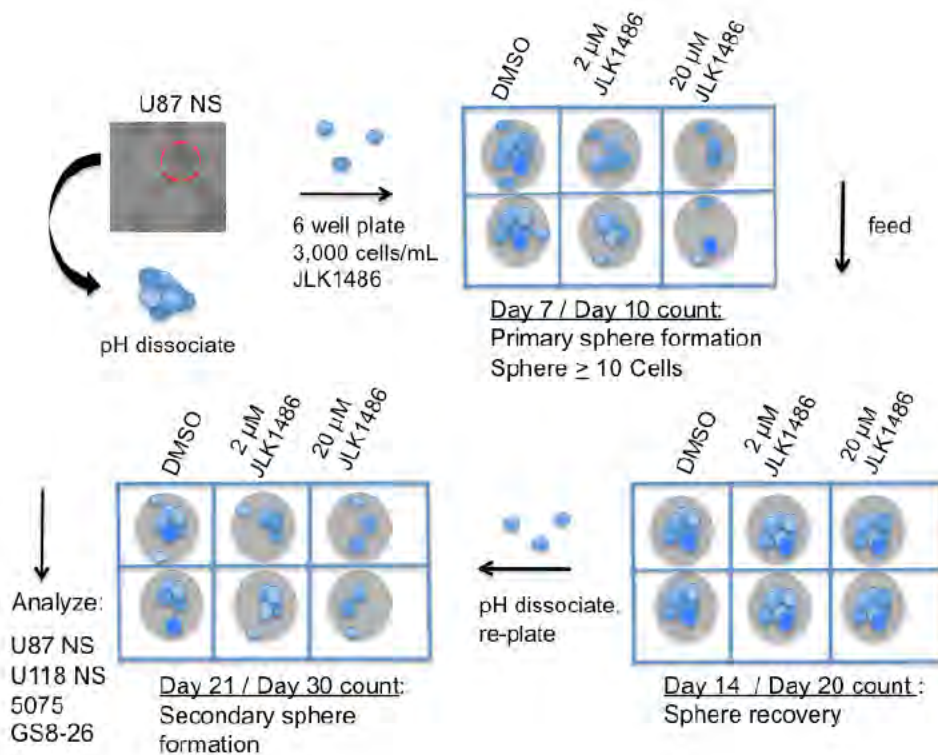 U87 NS
pH dissociate
6 well plate
3,000 cells/mL
JLK1486
DMSO
2 µM
JLK1486
20 µM
JLK1486
feed
Day 7 / Day 10 count:
Primary sphere formation
Sphere ≥ 10 Cells
DMSO
2 µM
JLK1486
20 µM
JLK1486
Day 14 / Day 20 count :
Sphere recovery
pH dissociate,
re-plate
DMSO
2 µM
JLK1486
20 µM
JLK1486
Day 21 / Day 30 count:
Secondary sphere
formation
Analyze:
U87 NS
U118 NS
5075
GS8-26